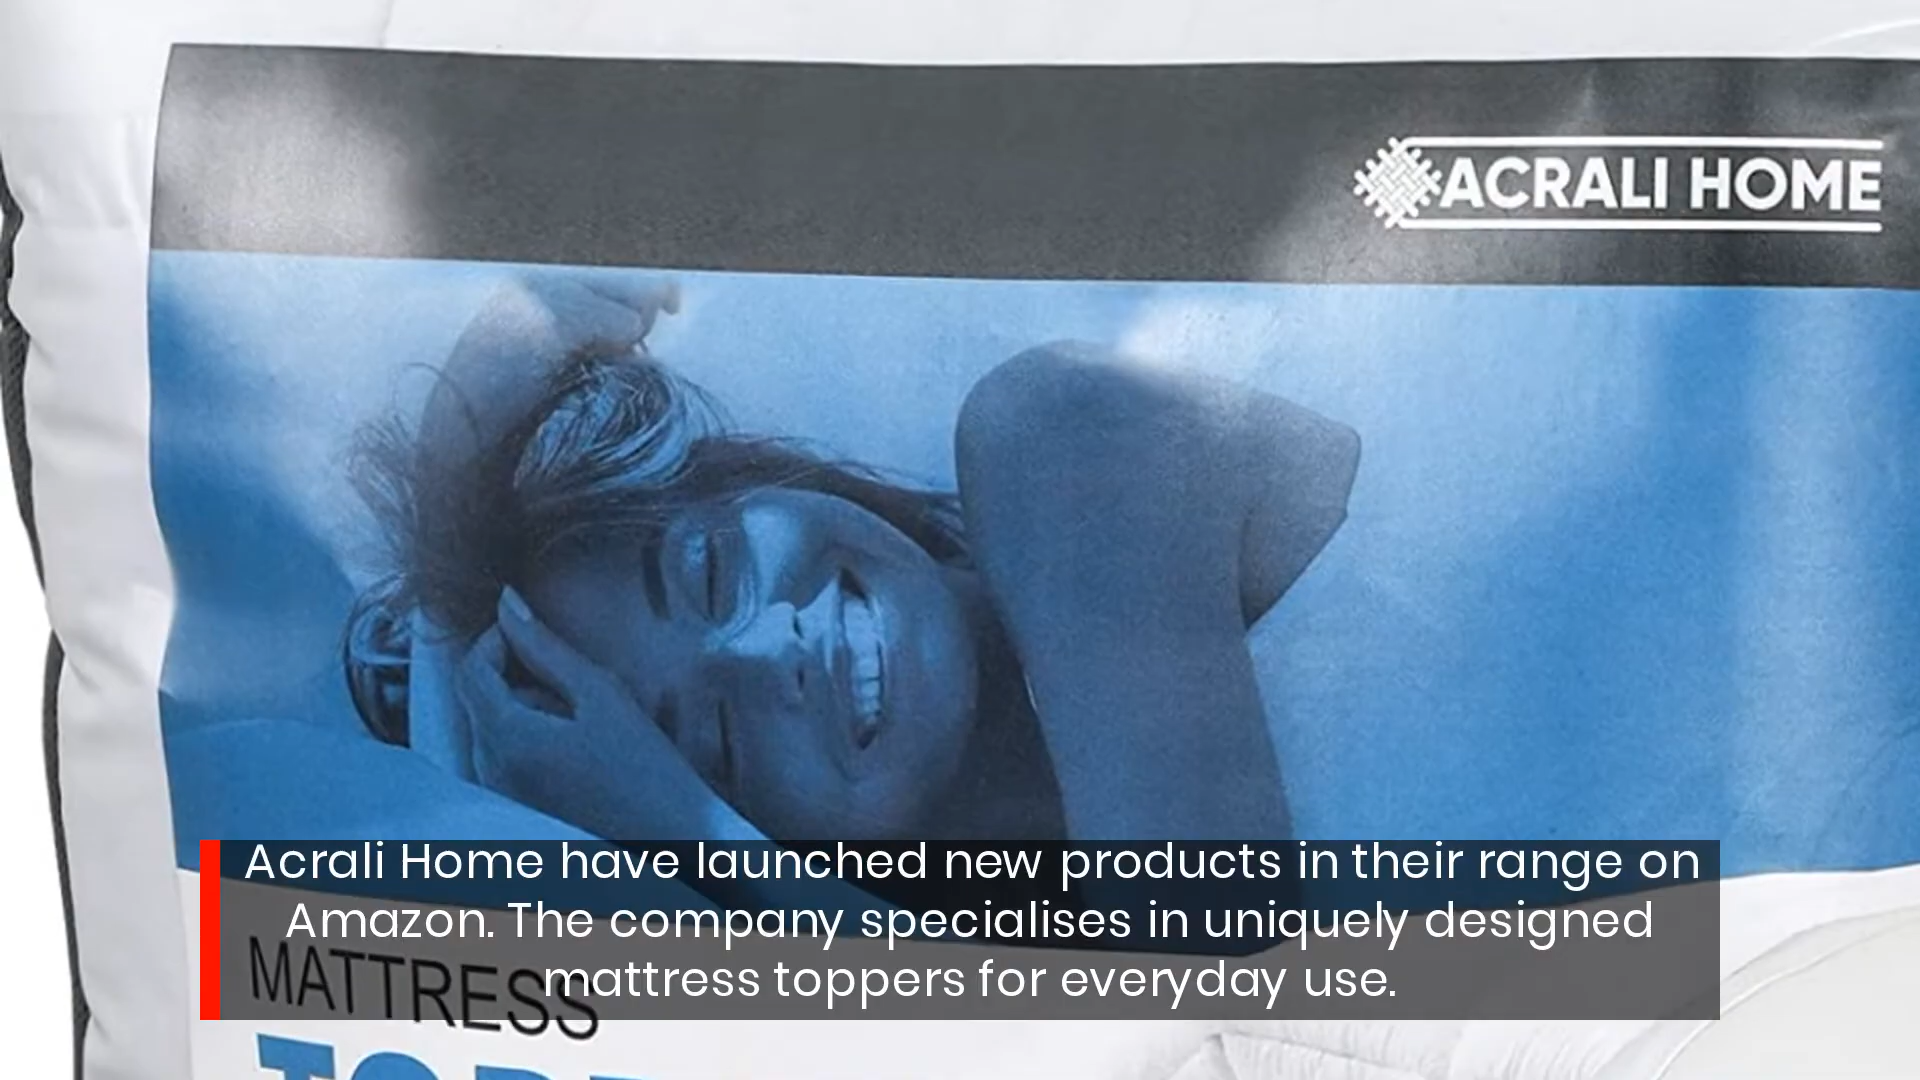 ACRALI HOME
Acrali Home have launched new products in their range on
Amazon. The company specialises in uniquely designed
mattress toppers for everyday use.
MATTRESS